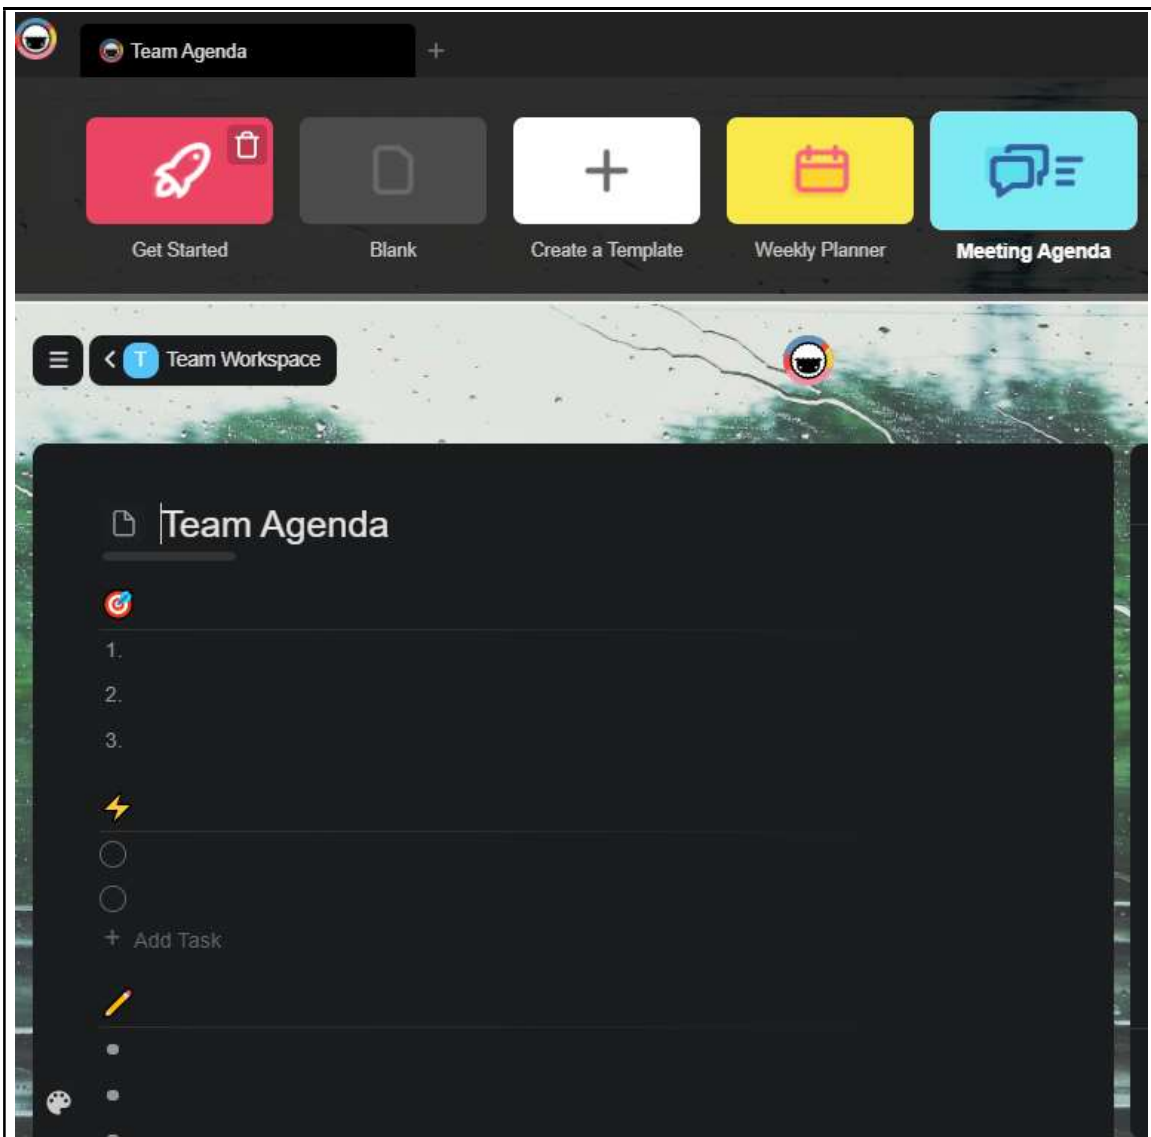 Team Agenda
Get Started
Blank
Create a Template
Weekly Planner
Meeting Agenda
T Team Workspace
Team Agenda
1.
2.
3.
+ Add Task